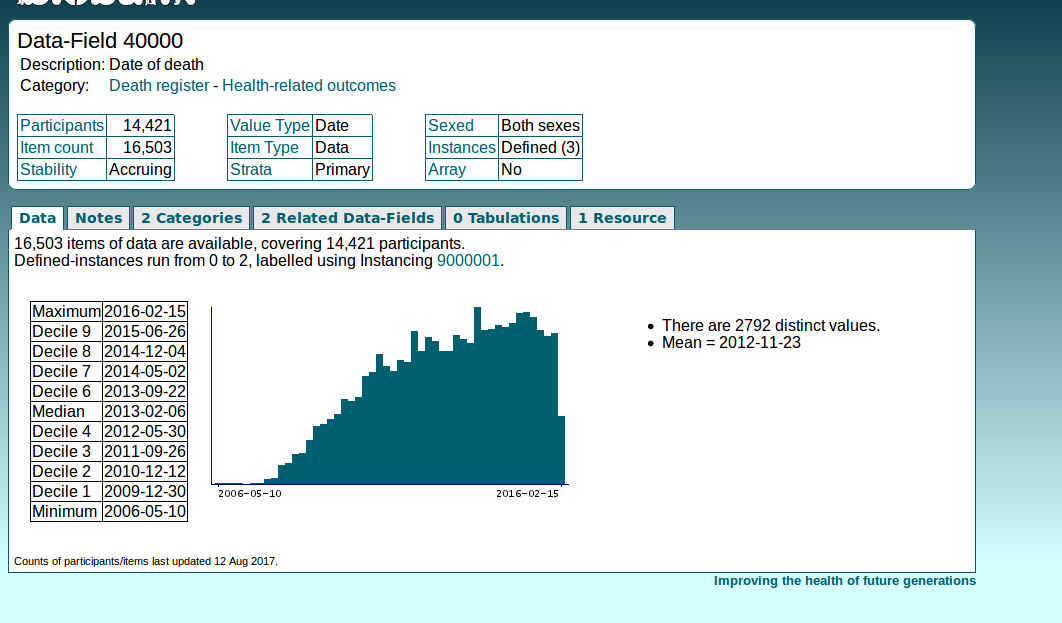 Data-Field 40000
Description: Date of death
Category: Death register - Health-related outcomes
Participants 14,421 Value Type Date Sexed Both sexes
Item count 16,503 Item Type Data Instances Defined (3)
Stability Accruing Strata Primary Array No
Data Notes 2 Categories 2 Related Data-Fields 0 Tabulations 1 Resource
16,503 items of data are available, covering 14,421 participants.
Defined-instances run from 0 to 2, labelled using Instancing 9000001.
Maximum 2016-02-15
Decile 9 2015-06-26
Decile 8 2014-12-04
Decile 7 2014-05-02
Decile 6 2013-09-22
Median 2013-02-06
Decile 4 2012-05-30
Decile 3 2011-09-26
Decile 2 2010-12-12
Decile 1 2009-12-30
Minimum 2006-05-10
2006-05-10 2016-02-15
• There are 2792 distinct values.
• Mean = 2012-11-23
Counts of participants/items last updated 12 Aug 2017.
Improving the health of future generations